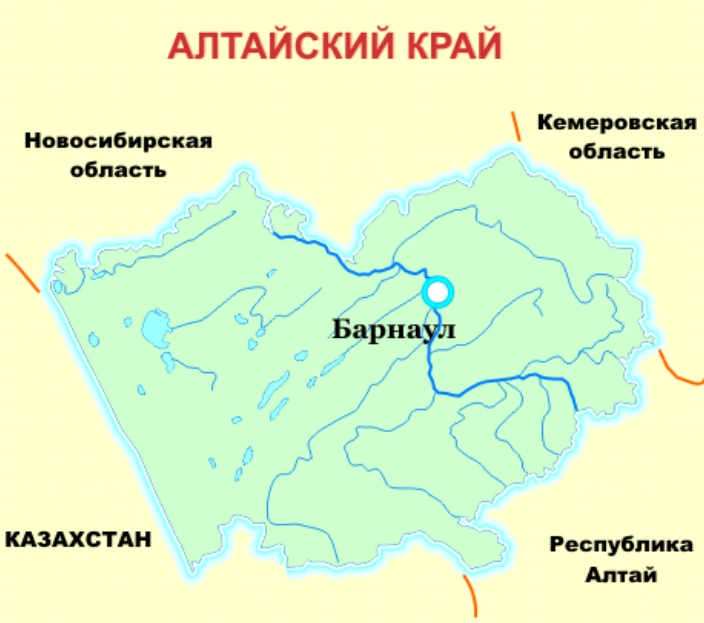 АЛТАЙСКИЙ КРАЙ
Кемеровская
область
Новосибирская
область
Барнаул
КАЗАХСТАН
Республика
Алтай